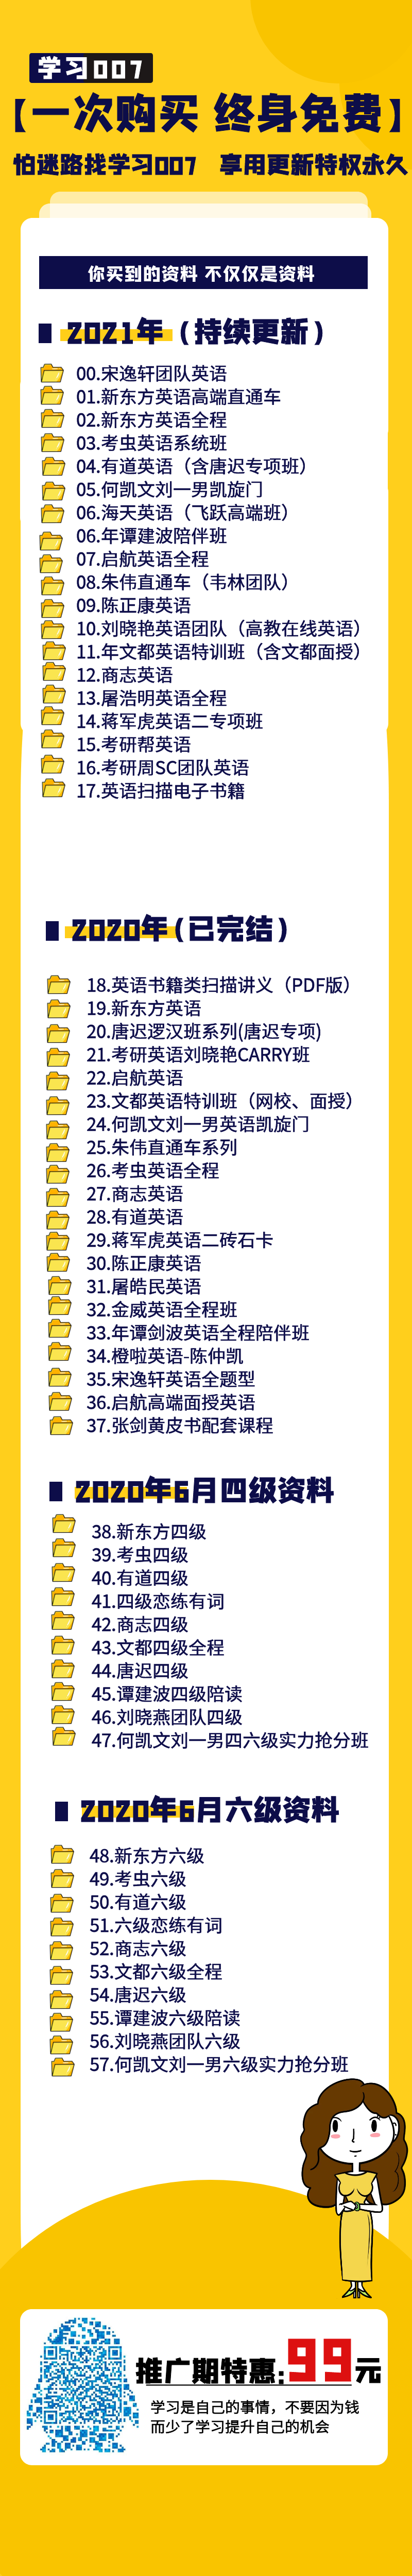 学习007
【一次购买 终身免费】
怕迷路找学习007 享用更新特权永久
你买到的资料 不仅仅是资料
2021年（持续更新）
00.宋逸轩团队英语
01.新东方英语高端直通车
02.新东方英语全程
03.考虫英语系统班
04.有道英语（含唐迟专项班）
05.何凯文刘一男凯旋门
06.海天英语（飞跃高端班）
06.年谭建波陪伴班
07.启航英语全程
08.朱伟直通车（韦林团队）
09.陈正康英语
10.刘晓艳英语团队（高教在线英语）
11.年文都英语特训班（含文都面授）
12.商志英语
13.屠浩明英语全程
14.蒋军虎英语二专项班
15.考研帮英语
16.考研周SC团队英语
17.英语扫描电子书籍
2020年(已完结)
18.英语书籍类扫描讲义（PDF版）
19.新东方英语
20.唐迟逻汉班系列(唐迟专项)
21.考研英语刘晓艳CARRY班
22.启航英语
23.文都英语特训班（网校、面授）
24.何凯文刘一男英语凯旋门
25.朱伟直通车系列
26.考虫英语全程
27.商志英语
28.有道英语
29.蒋军虎英语二砖石卡
30.陈正康英语
31.屠皓民英语
32.金威英语全程班
33.年谭剑波英语全程陪伴班
34.橙啦英语-陈仲凯
35.宋逸轩英语全题型
36.启航高端面授英语
37.张剑黄皮书配套课程
2020年6月四级资料
38.新东方四级
39.考虫四级
40.有道四级
41.四级恋练有词
42.商志四级
43.文都四级全程
44.唐迟四级
45.谭建波四级陪读
46.刘晓燕团队四级
47.何凯文刘一男四六级实力抢分班
2020年6月六级资料
48.新东方六级
49.考虫六级
50.有道六级
51.六级恋练有词
52.商志六级
53.文都六级全程
54.唐迟六级
55.谭建波六级陪读
56.刘晓燕团队六级
57.何凯文刘一男六级实力抢分班
推广期特惠:99元
学习是自己的事情，不要因为钱
而少了学习提升自己的机会